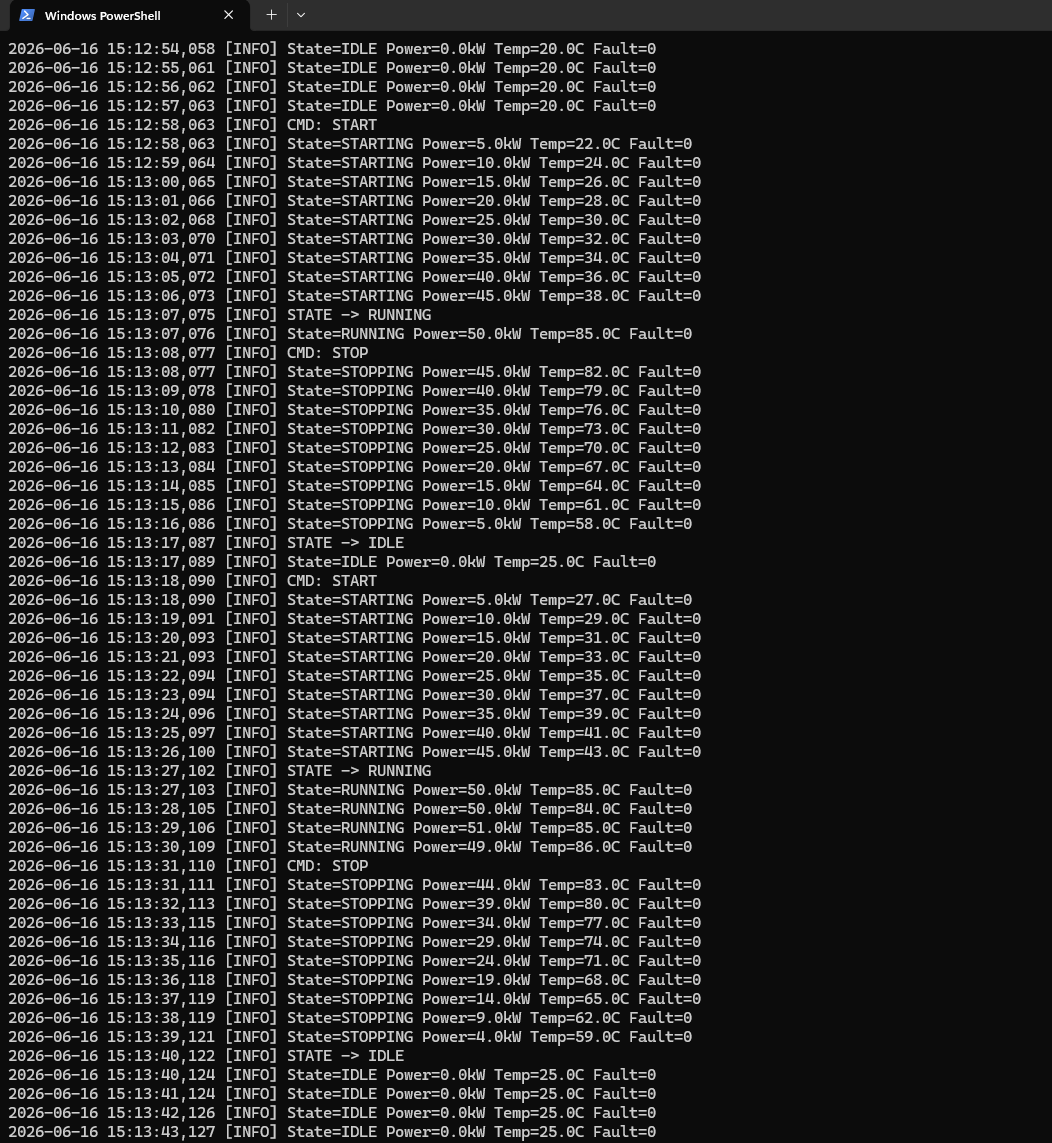 Windows PowerShell
2026-06-16 15:12:54,058 [INFO] State=IDLE Power=0.0kW Temp=20.0C Fault=0
2026-06-16 15:12:55,061 [INFO] State=IDLE Power=0.0kW Temp=20.0C Fault=0
2026-06-16 15:12:56,062 [INFO] State=IDLE Power=0.0kW Temp=20.0C Fault=0
2026-06-16 15:12:57,063 [INFO] State=IDLE Power=0.0kW Temp=20.0C Fault=0
2026-06-16 15:12:58,063 [INFO] CMD: START
2026-06-16 15:12:58,063 [INFO] State=STARTING Power=5.0kW Temp=22.0C Fault=0
2026-06-16 15:12:59,064 [INFO] State=STARTING Power=10.0kW Temp=24.0C Fault=0
2026-06-16 15:13:00,065 [INFO] State=STARTING Power=15.0kW Temp=26.0C Fault=0
2026-06-16 15:13:01,066 [INFO] State=STARTING Power=20.0kW Temp=28.0C Fault=0
2026-06-16 15:13:02,068 [INFO] State=STARTING Power=25.0kW Temp=30.0C Fault=0
2026-06-16 15:13:03,070 [INFO] State=STARTING Power=30.0kW Temp=32.0C Fault=0
2026-06-16 15:13:04,071 [INFO] State=STARTING Power=35.0kW Temp=34.0C Fault=0
2026-06-16 15:13:05,072 [INFO] State=STARTING Power=40.0kW Temp=36.0C Fault=0
2026-06-16 15:13:06,073 [INFO] State=STARTING Power=45.0kW Temp=38.0C Fault=0
2026-06-16 15:13:07,075 [INFO] STATE -> RUNNING
2026-06-16 15:13:07,076 [INFO] State=RUNNING Power=50.0kW Temp=85.0C Fault=0
2026-06-16 15:13:08,077 [INFO] CMD: STOP
2026-06-16 15:13:08,077 [INFO] State=STOPPING Power=45.0kW Temp=82.0C Fault=0
2026-06-16 15:13:09,078 [INFO] State=STOPPING Power=40.0kW Temp=79.0C Fault=0
2026-06-16 15:13:10,080 [INFO] State=STOPPING Power=35.0kW Temp=76.0C Fault=0
2026-06-16 15:13:11,082 [INFO] State=STOPPING Power=30.0kW Temp=73.0C Fault=0
2026-06-16 15:13:12,083 [INFO] State=STOPPING Power=25.0kW Temp=70.0C Fault=0
2026-06-16 15:13:13,084 [INFO] State=STOPPING Power=20.0kW Temp=67.0C Fault=0
2026-06-16 15:13:14,085 [INFO] State=STOPPING Power=15.0kW Temp=64.0C Fault=0
2026-06-16 15:13:15,086 [INFO] State=STOPPING Power=10.0kW Temp=61.0C Fault=0
2026-06-16 15:13:16,086 [INFO] State=STOPPING Power=5.0kW Temp=58.0C Fault=0
2026-06-16 15:13:17,087 [INFO] STATE -> IDLE
2026-06-16 15:13:17,089 [INFO] State=IDLE Power=0.0kW Temp=25.0C Fault=0
2026-06-16 15:13:18,090 [INFO] CMD: START
2026-06-16 15:13:18,090 [INFO] State=STARTING Power=5.0kW Temp=27.0C Fault=0
2026-06-16 15:13:19,091 [INFO] State=STARTING Power=10.0kW Temp=29.0C Fault=0
2026-06-16 15:13:20,093 [INFO] State=STARTING Power=15.0kW Temp=31.0C Fault=0
2026-06-16 15:13:21,093 [INFO] State=STARTING Power=20.0kW Temp=33.0C Fault=0
2026-06-16 15:13:22,094 [INFO] State=STARTING Power=25.0kW Temp=35.0C Fault=0
2026-06-16 15:13:23,094 [INFO] State=STARTING Power=30.0kW Temp=37.0C Fault=0
2026-06-16 15:13:24,096 [INFO] State=STARTING Power=35.0kW Temp=39.0C Fault=0
2026-06-16 15:13:25,097 [INFO] State=STARTING Power=40.0kW Temp=41.0C Fault=0
2026-06-16 15:13:26,100 [INFO] State=STARTING Power=45.0kW Temp=43.0C Fault=0
2026-06-16 15:13:27,102 [INFO] STATE -> RUNNING
2026-06-16 15:13:27,103 [INFO] State=RUNNING Power=50.0kW Temp=85.0C Fault=0
2026-06-16 15:13:28,105 [INFO] State=RUNNING Power=50.0kW Temp=84.0C Fault=0
2026-06-16 15:13:29,106 [INFO] State=RUNNING Power=51.0kW Temp=85.0C Fault=0
2026-06-16 15:13:30,109 [INFO] State=RUNNING Power=49.0kW Temp=86.0C Fault=0
2026-06-16 15:13:31,110 [INFO] CMD: STOP
2026-06-16 15:13:31,111 [INFO] State=STOPPING Power=44.0kW Temp=83.0C Fault=0
2026-06-16 15:13:32,113 [INFO] State=STOPPING Power=39.0kW Temp=80.0C Fault=0
2026-06-16 15:13:33,115 [INFO] State=STOPPING Power=34.0kW Temp=77.0C Fault=0
2026-06-16 15:13:34,116 [INFO] State=STOPPING Power=29.0kW Temp=74.0C Fault=0
2026-06-16 15:13:35,116 [INFO] State=STOPPING Power=24.0kW Temp=71.0C Fault=0
2026-06-16 15:13:36,118 [INFO] State=STOPPING Power=19.0kW Temp=68.0C Fault=0
2026-06-16 15:13:37,119 [INFO] State=STOPPING Power=14.0kW Temp=65.0C Fault=0
2026-06-16 15:13:38,119 [INFO] State=STOPPING Power=9.0kW Temp=62.0C Fault=0
2026-06-16 15:13:39,121 [INFO] State=STOPPING Power=4.0kW Temp=59.0C Fault=0
2026-06-16 15:13:40,122 [INFO] STATE -> IDLE
2026-06-16 15:13:40,124 [INFO] State=IDLE Power=0.0kW Temp=25.0C Fault=0
2026-06-16 15:13:41,124 [INFO] State=IDLE Power=0.0kW Temp=25.0C Fault=0
2026-06-16 15:13:42,126 [INFO] State=IDLE Power=0.0kW Temp=25.0C Fault=0
2026-06-16 15:13:43,127 [INFO] State=IDLE Power=0.0kW Temp=25.0C Fault=0